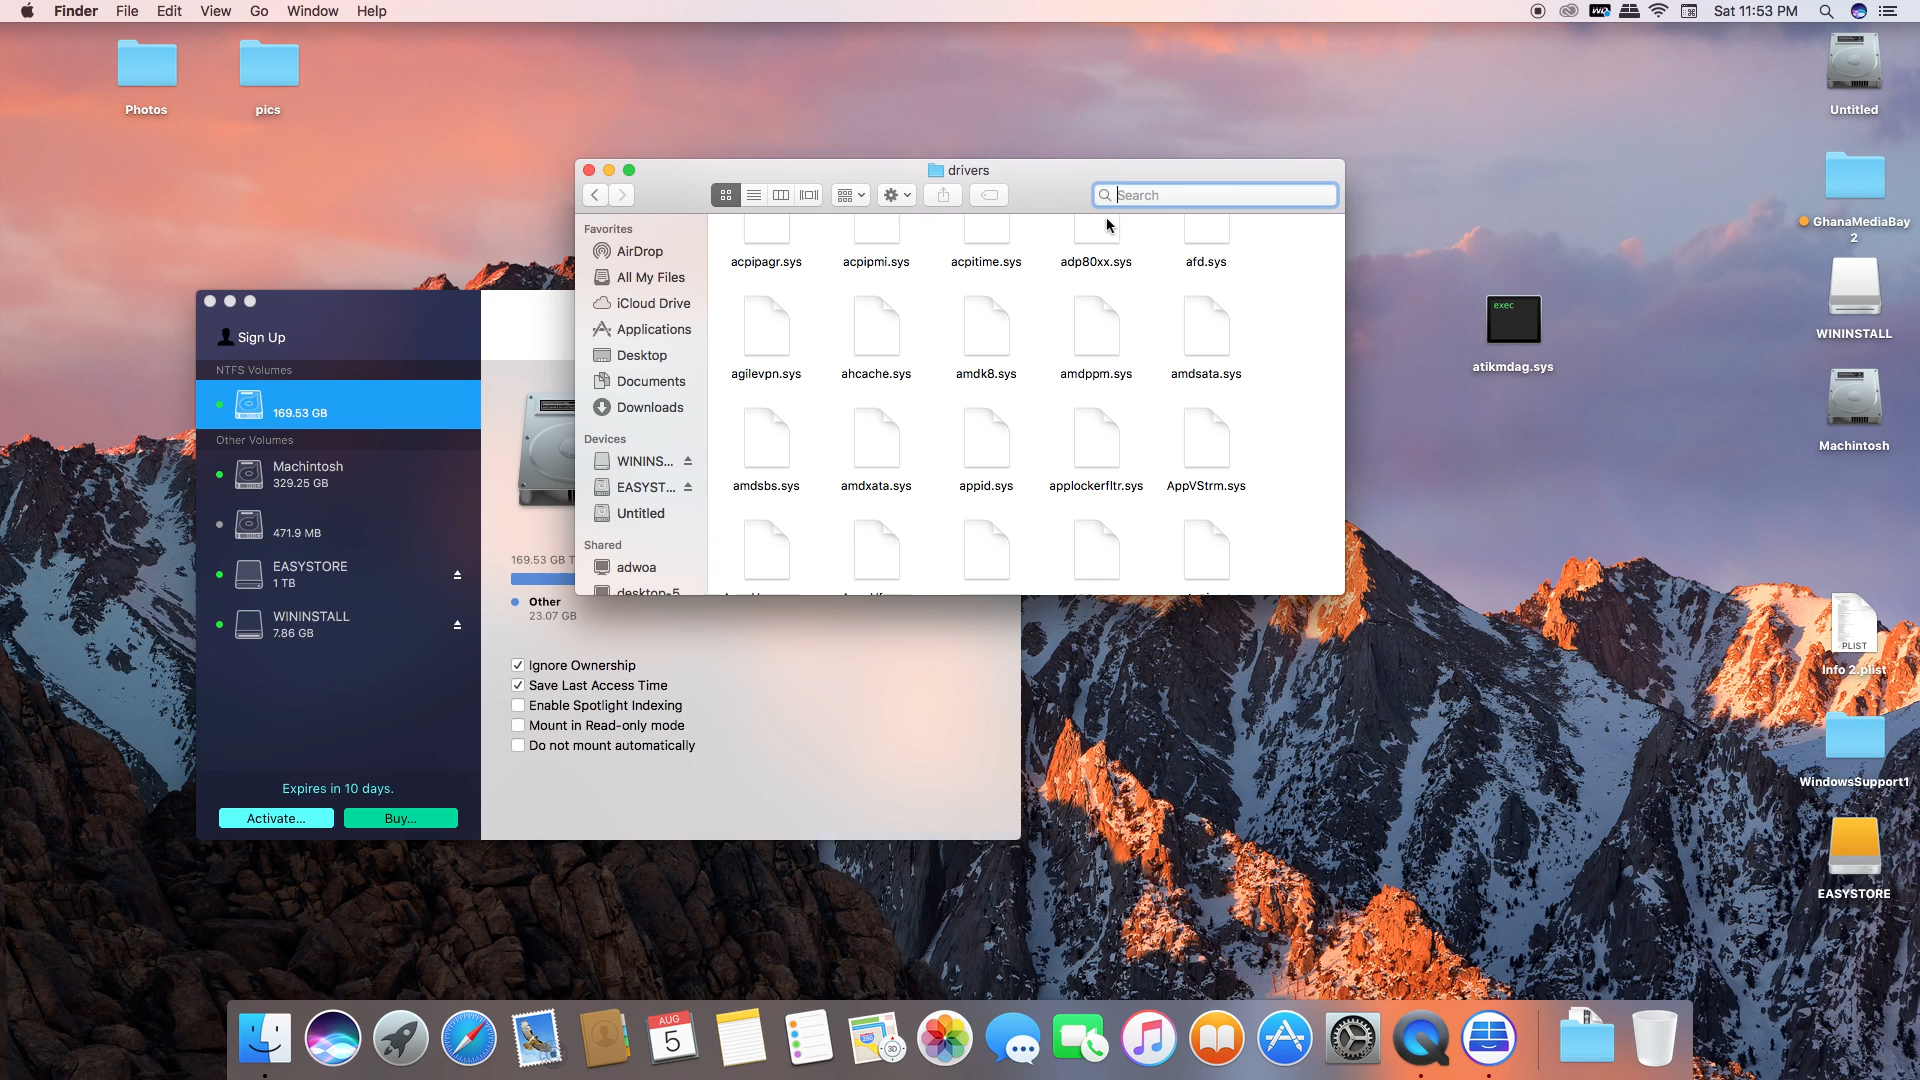 Finder File Edit View Go Window Help
Sat 11:53 PM
Photos
pics
Untitled
GhanaMediaBay
2
WININSTALL
exec
atikmdag.sys
Machintosh
PLIST
Info 2.plist
WindowsSupport1
EASYSTORE
drivers
Search
Favorites
AirDrop
All My Files
iCloud Drive
Applications
Desktop
Documents
Downloads
Devices
WININS...
EASYST...
Untitled
Shared
adwoa
desktop-5
acpipagr.sys acpipmi.sys acpitime.sys adp80xx.sys afd.sys
agilevpn.sys ahcache.sys amdk8.sys amdppm.sys amdsata.sys
amdsbs.sys amdxata.sys appid.sys applockerfltr.sys AppVStrm.sys
Sign Up
NTFS Volumes
169.53 GB
Other Volumes
Machintosh
329.25 GB
471.9 MB
EASYSTORE
1 TB
WININSTALL
7.86 GB
Expires in 10 days.
Activate... Buy...
169.53 GB T
Other
23.07 GB
Ignore Ownership
Save Last Access Time
Enable Spotlight Indexing
Mount in Read-only mode
Do not mount automatically
AUG
5
3D